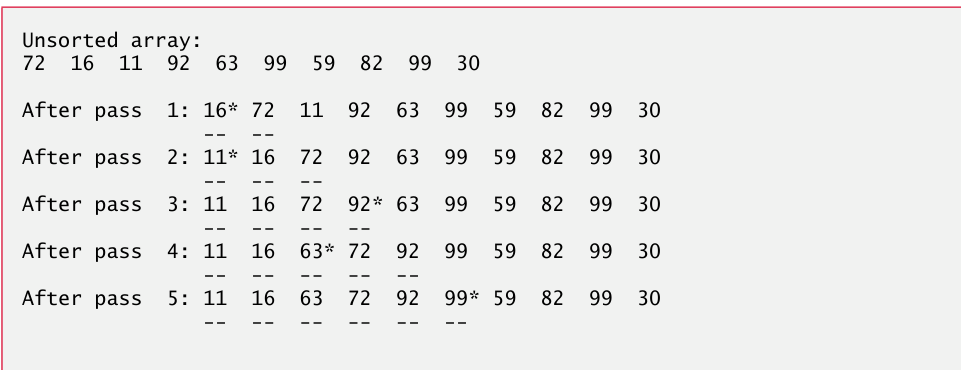 Unsorted array:
72  16  11  92  63  99  59  82  99  30
After pass  1: 16* 72  11  92  63  99  59  82  99  30
               --  --
After pass  2: 11* 16  72  92  63  99  59  82  99  30
               --  --  --
After pass  3: 11  16  72  92* 63  99  59  82  99  30
               --  --  --  --
After pass  4: 11  16  63* 72  92  99  59  82  99  30
               --  --  --  --  --
After pass  5: 11  16  63  72  92  99* 59  82  99  30
               --  --  --  --  --  --